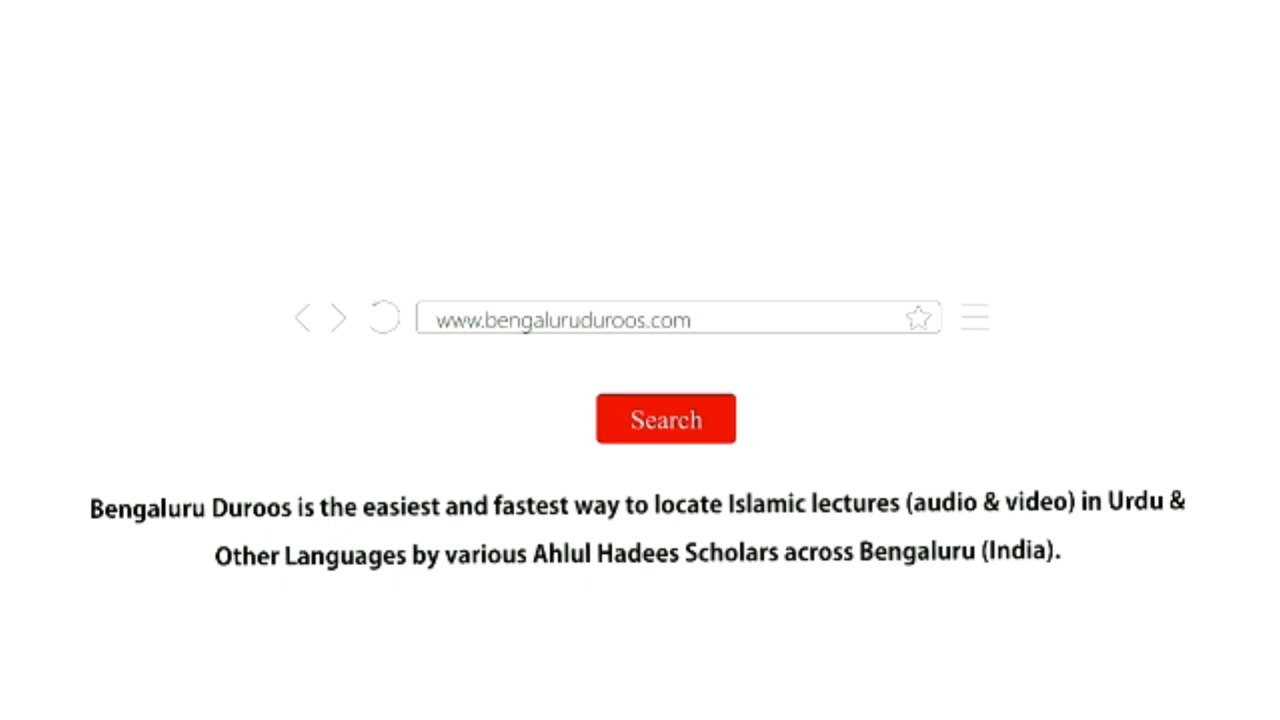 www.bengaluruduroos.com
Search
Bengaluru Duroos is the easiest and fastest way to locate Islamic lectures (audio & video) in Urdu &
Other Languages by various Ahlul Hadees Scholars across Bengaluru (India).